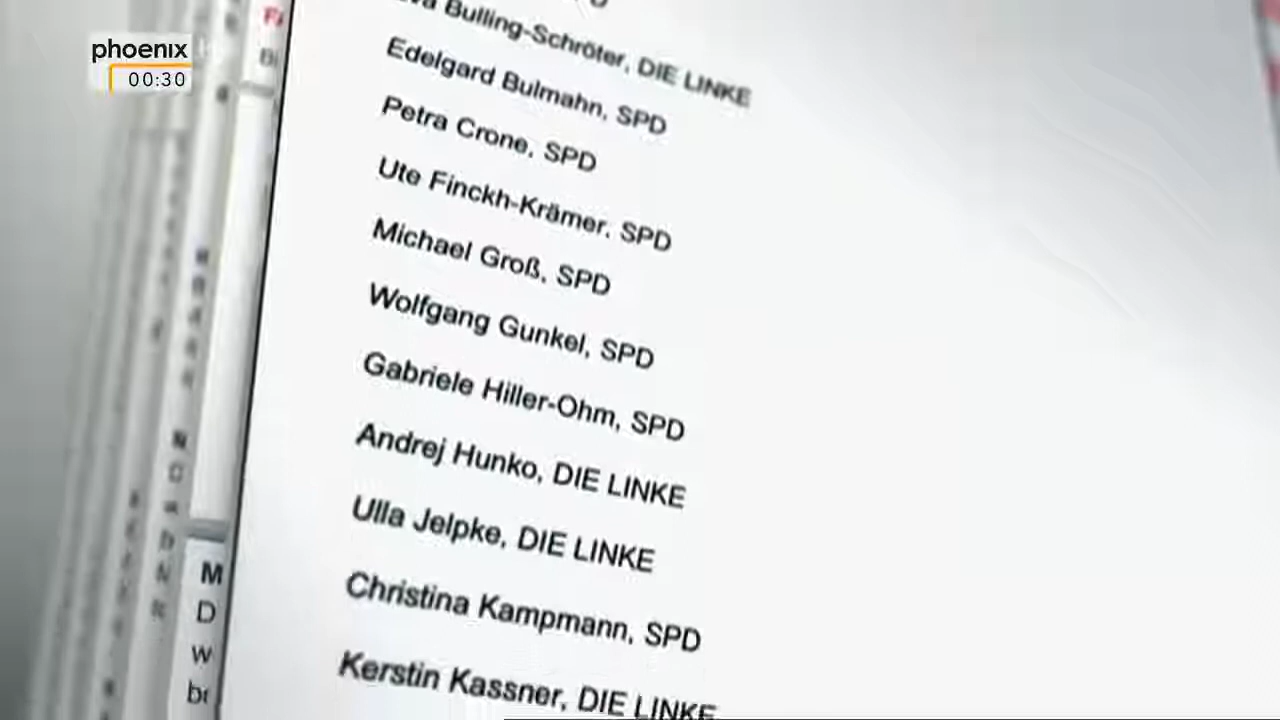 phoenix
00:30
Bulling-Schröter, DIE LINKE
Edelgard Bulmahn, SPD
Petra Crone, SPD
Ute Finckh-Krämer, SPD
Michael Groß, SPD
Wolfgang Gunkel, SPD
Gabriele Hiller-Ohm, SPD
Andrej Hunko, DIE LINKE
Ulla Jelpke, DIE LINKE
Christina Kampmann, SPD
Kerstin Kassner, DIE LINKE
M
D
w